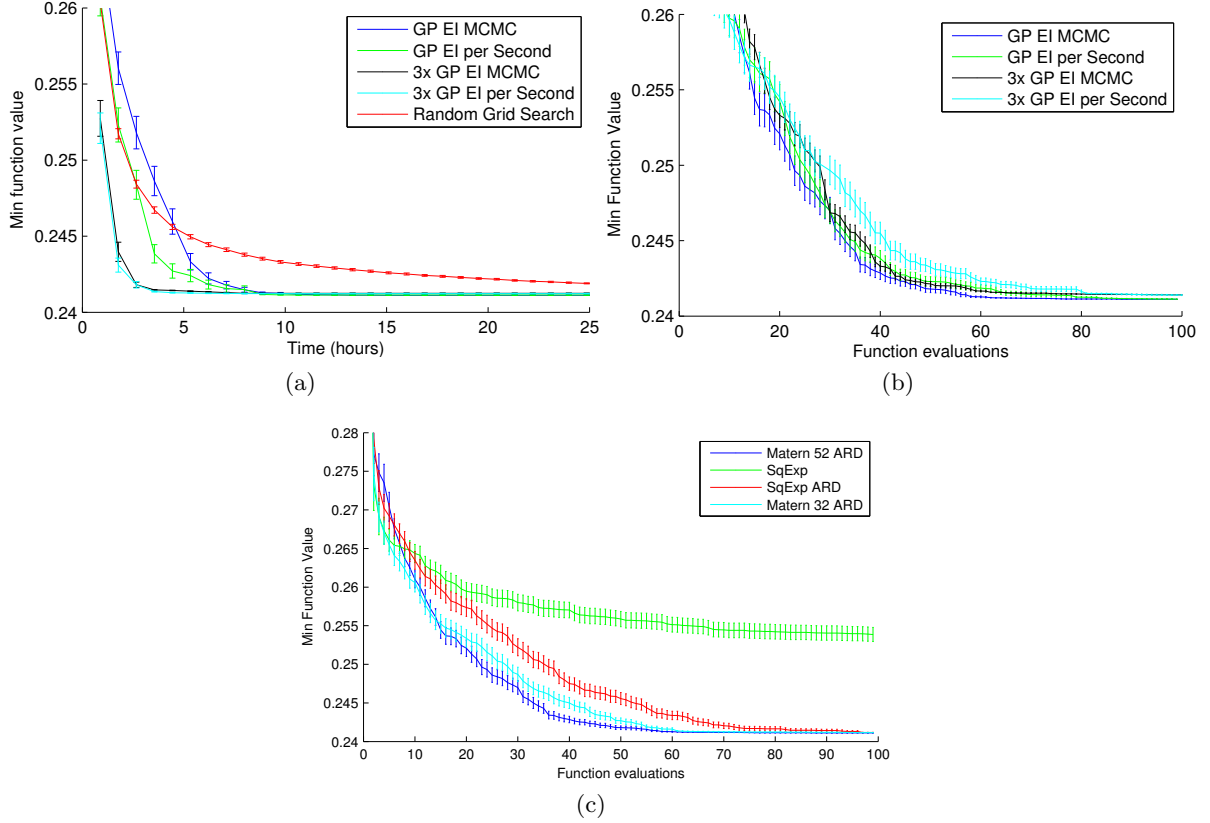 0.26
0.255
0.25
0.245
0.24
0 5 10 15 20 25
Min function value
Time (hours)
GP EI MCMC
GP EI per Second
3x GP EI MCMC
3x GP EI per Second
Random Grid Search
(a)
0.26
0.255
0.25
0.245
0.24
0 20 40 60 80 100
Min Function Value
Function evaluations
GP EI MCMC
GP EI per Second
3x GP EI MCMC
3x GP EI per Second
(b)
0.28
0.275
0.27
0.265
0.26
0.255
0.25
0.245
0.24
0 10 20 30 40 50 60 70 80 90 100
Min Function Value
Function evaluations
Matern 52 ARD
SqExp
SqExp ARD
Matern 32 ARD
(c)